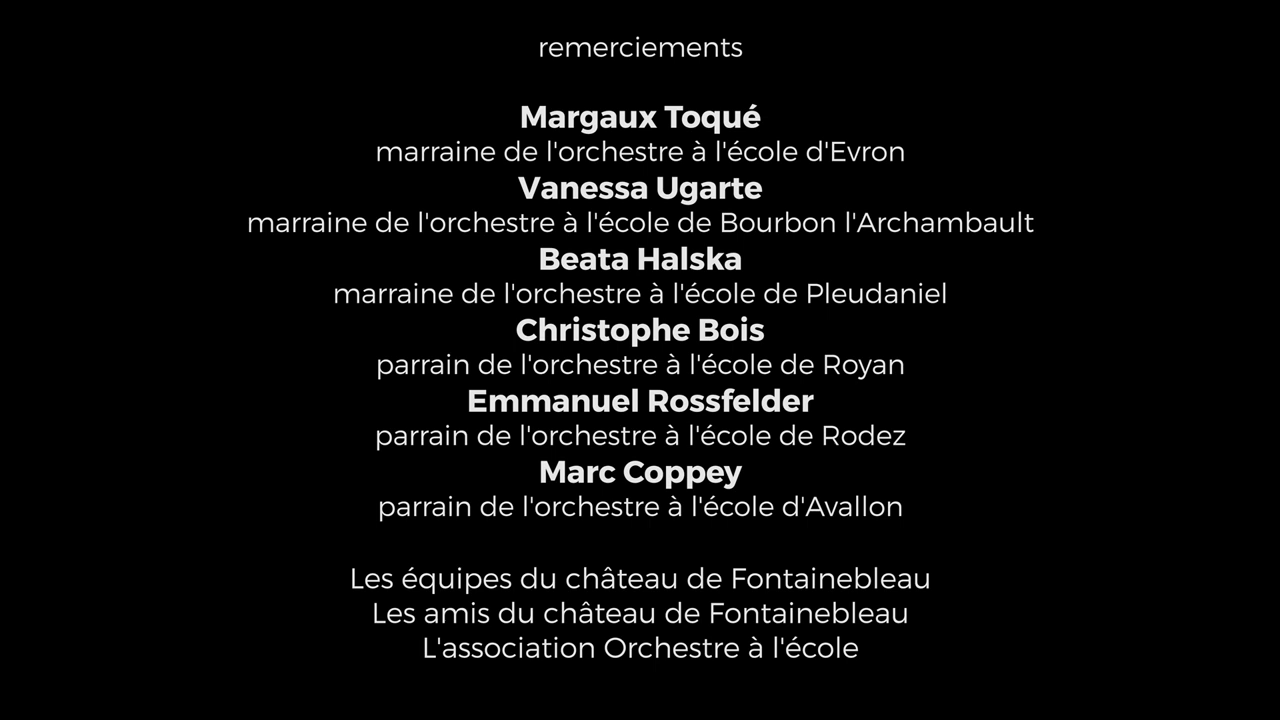 remerciements
Margaux Toqué
marraine de l'orchestre à l'école d'Evron
Vanessa Ugarte
marraine de l'orchestre à l'école de Bourbon l'Archambault
Beata Halska
marraine de l'orchestre à l'école de Pleudaniel
Christophe Bois
parrain de l'orchestre à l'école de Royan
Emmanuel Rossfelder
parrain de l'orchestre à l'école de Rodez
Marc Coppey
parrain de l'orchestre à l'école d'Avallon
Les équipes du château de Fontainebleau
Les amis du château de Fontainebleau
L'association Orchestre à l'école